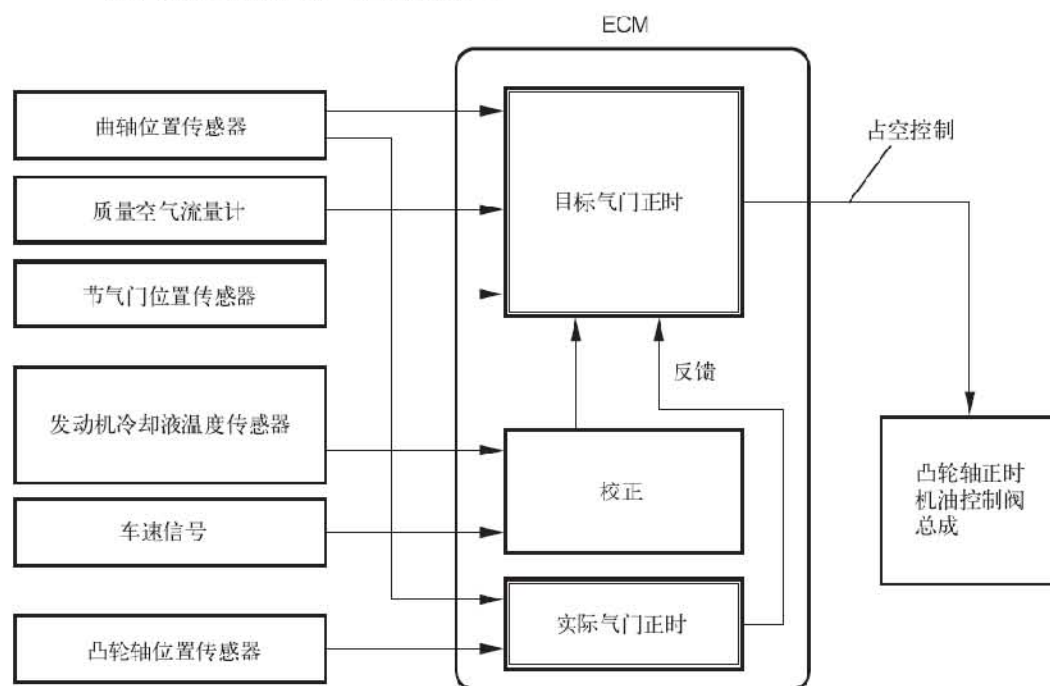 ECM
曲轴位置传感器
质量空气流量计
节气门位置传感器
发动机冷却液温度传感器
车速信号
凸轮轴位置传感器
目标气门正时
反馈
校正
实际气门正时
占空控制
凸轮轴正时
机油控制阀
总成